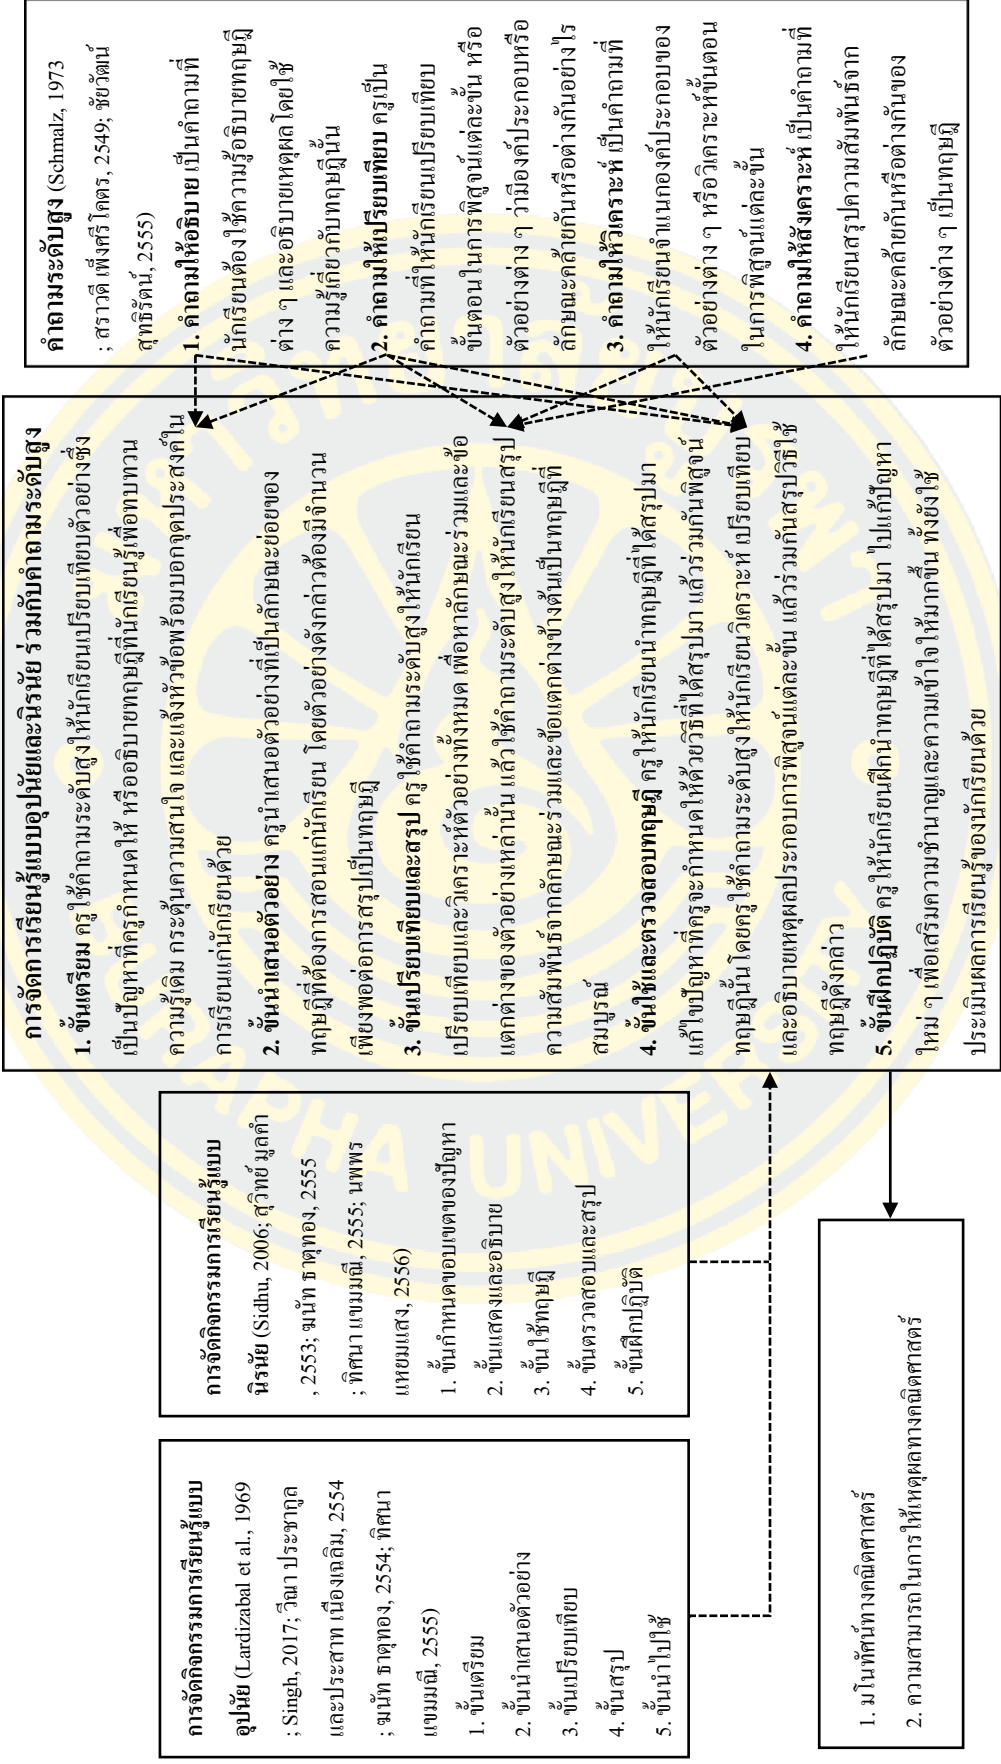 การจัดกิจกรรมการเรียนรู้แบบ
อุปนัย (Lardizabal et al., 1969
; Singh, 2017; วีณา ประชากูล
และประสาท เนืองเฉลิม, 2554
; ฆนัท ธาตุทอง, 2554; ทิศนา
แขมมณี, 2555)
1. ขั้นเตรียม
2. ขั้นนำเสนอตัวอย่าง
3. ขั้นเปรียบเทียบ
4. ขั้นสรุป
5. ขั้นนำไปใช้
การจัดกิจกรรมการเรียนรู้แบบ
นิรนัย (Sidhu, 2006; สุวิทย์ มูลคำ
, 2553; ฆนัท ธาตุทอง, 2555
; ทิศนา แขมมณี, 2555; นพพร
แหยมแสง, 2556)
1. ขั้นกำหนดขอบเขตของปัญหา
2. ขั้นแสดงและอธิบาย
3. ขั้นใช้ทฤษฎี
4. ขั้นตรวจสอบและสรุป
5. ขั้นฝึกปฏิบัติ
การจัดการเรียนรู้แบบอุปนัยและนิรนัย ร่วมกับคำถามระดับสูง
1. ขั้นเตรียม ครูใช้คำถามระดับสูงให้นักเรียนเปรียบเทียบตัวอย่างซึ่ง
เป็นปัญหาที่ครูกำหนดให้ หรืออธิบายทฤษฎีที่นักเรียนรู้เพื่อทบทวน
ความรู้เดิม กระตุ้นความสนใจ และแจ้งหัวข้อพร้อมบอกจุดประสงค์ใน
การเรียนแก่นักเรียนด้วย
2. ขั้นนำเสนอตัวอย่าง ครูนำเสนอตัวอย่างที่เป็นลักษณะย่อยของ
ทฤษฎีที่ต้องการสอนแก่นักเรียน โดยตัวอย่างดังกล่าวต้องมีจำนวน
เพียงพอต่อการสรุปเป็นทฤษฎี
3. ขั้นเปรียบเทียบและสรุป ครูใช้คำถามระดับสูงให้นักเรียน
เปรียบเทียบและวิเคราะห์ตัวอย่างทั้งหมด เพื่อหาลักษณะร่วมและข้อ
แตกต่างของตัวอย่างเหล่านั้น แล้วใช้คำถามระดับสูงให้นักเรียนสรุป
ความสัมพันธ์จากลักษณะร่วมและข้อแตกต่างข้างต้นเป็นทฤษฎีที่
สมบูรณ์
4. ขั้นใช้และตรวจสอบทฤษฎี ครูให้นักเรียนนำทฤษฎีที่ได้สรุปมา
แก้ไขปัญหาที่ครูจะกำหนดให้ด้วยวิธีที่ได้สรุปมา แล้วร่วมกันพิสูจน์
ทฤษฎีนั้นโดยครูใช้คำถามระดับสูงให้นักเรียนวิเคราะห์ เปรียบเทียบ
และอธิบายเหตุผลประกอบการพิสูจน์แต่ละขั้น แล้วร่วมกันสรุปวิธีใช้
ทฤษฎีดังกล่าว
5. ขั้นฝึกปฏิบัติ ครูให้นักเรียนฝึกนำทฤษฎีที่ได้สรุปมา ไปแก้ปัญหา
ใหม่ ๆ เพื่อเสริมความชำนาญและความเข้าใจให้มากขึ้น ทั้งยังใช้
ประเมินผลการเรียนรู้ของนักเรียนด้วย
คำถามระดับสูง (Schmalz, 1973
; สราวดี เพ็งศรีโคตร, 2549; ชัยวัฒน์
สุทธิรัตน์, 2555)
1. คำถามให้อธิบาย เป็นคำถามที่
นักเรียนต้องใช้ความรู้อธิบายทฤษฎี
ต่าง ๆ และอธิบายเหตุผลโดยใช้
ความรู้เกี่ยวกับทฤษฎีนั้น
2. คำถามให้เปรียบเทียบ ครูเป็น
คำถามที่ให้นักเรียนเปรียบเทียบ
ขั้นตอนในการพิสูจน์แต่ละขั้น หรือ
ตัวอย่างต่าง ๆ ว่ามีองค์ประกอบหรือ
ลักษณะคล้ายกันหรือต่างกันอย่างไร
3. คำถามให้วิเคราะห์ เป็นคำถามที่
ให้นักเรียนจำแนกองค์ประกอบของ
ตัวอย่างต่าง ๆ หรือวิเคราะห์ขั้นตอน
ในการพิสูจน์แต่ละขั้น
4. คำถามให้สังเคราะห์ เป็นคำถามที่
ให้นักเรียนสรุปความสัมพันธ์จาก
ลักษณะคล้ายกันหรือต่างกันของ
ตัวอย่างต่าง ๆ เป็นทฤษฎี
1. มโนทัศน์ทางคณิตศาสตร์
2. ความสามารถในการให้เหตุผลทางคณิตศาสตร์